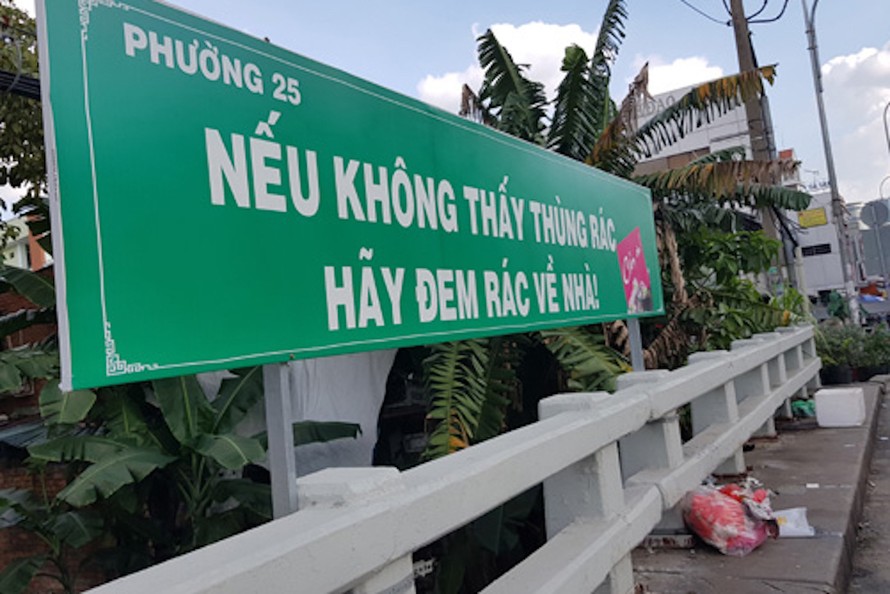 PHƯỜNG 25
NẾU KHÔNG THẤY THÙNG RÁC
HÃY ĐEM RÁC VỀ NHÀ!